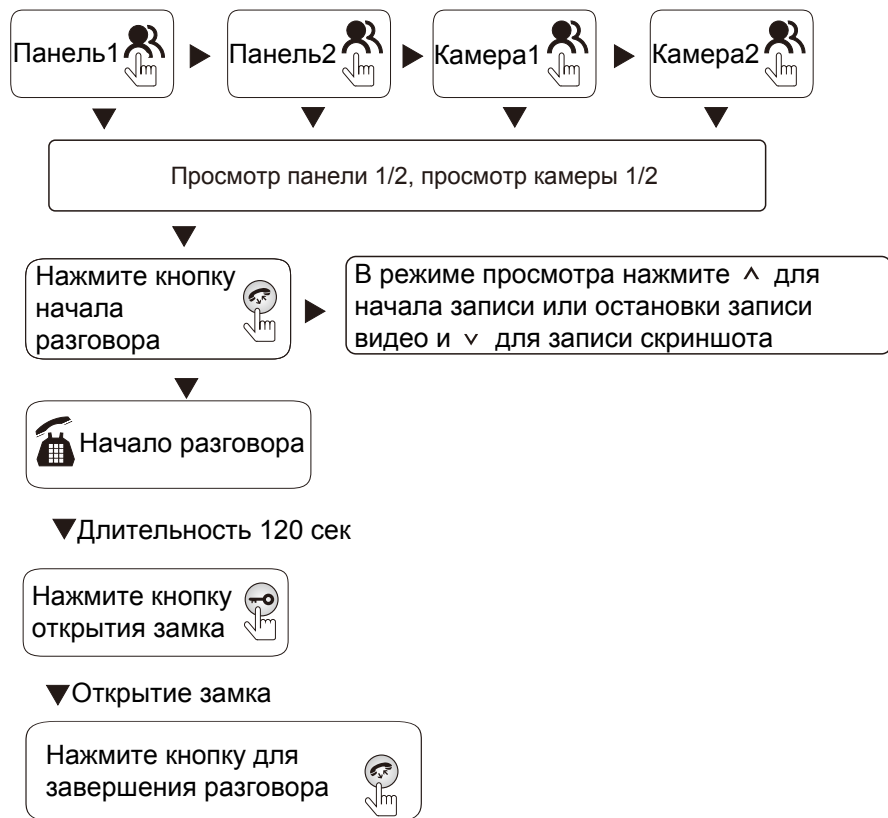 Панель1
Панель2
Камера1
Камера2
Просмотр панели 1/2, просмотр камеры 1/2
Нажмите кнопку
начала
разговора
В режиме просмотра нажмите ^ для
начала записи или остановки записи
видео и ˅ для записи скриншота
Начало разговора
Длительность 120 сек
Нажмите кнопку
открытия замка
Открытие замка
Нажмите кнопку для
завершения разговора